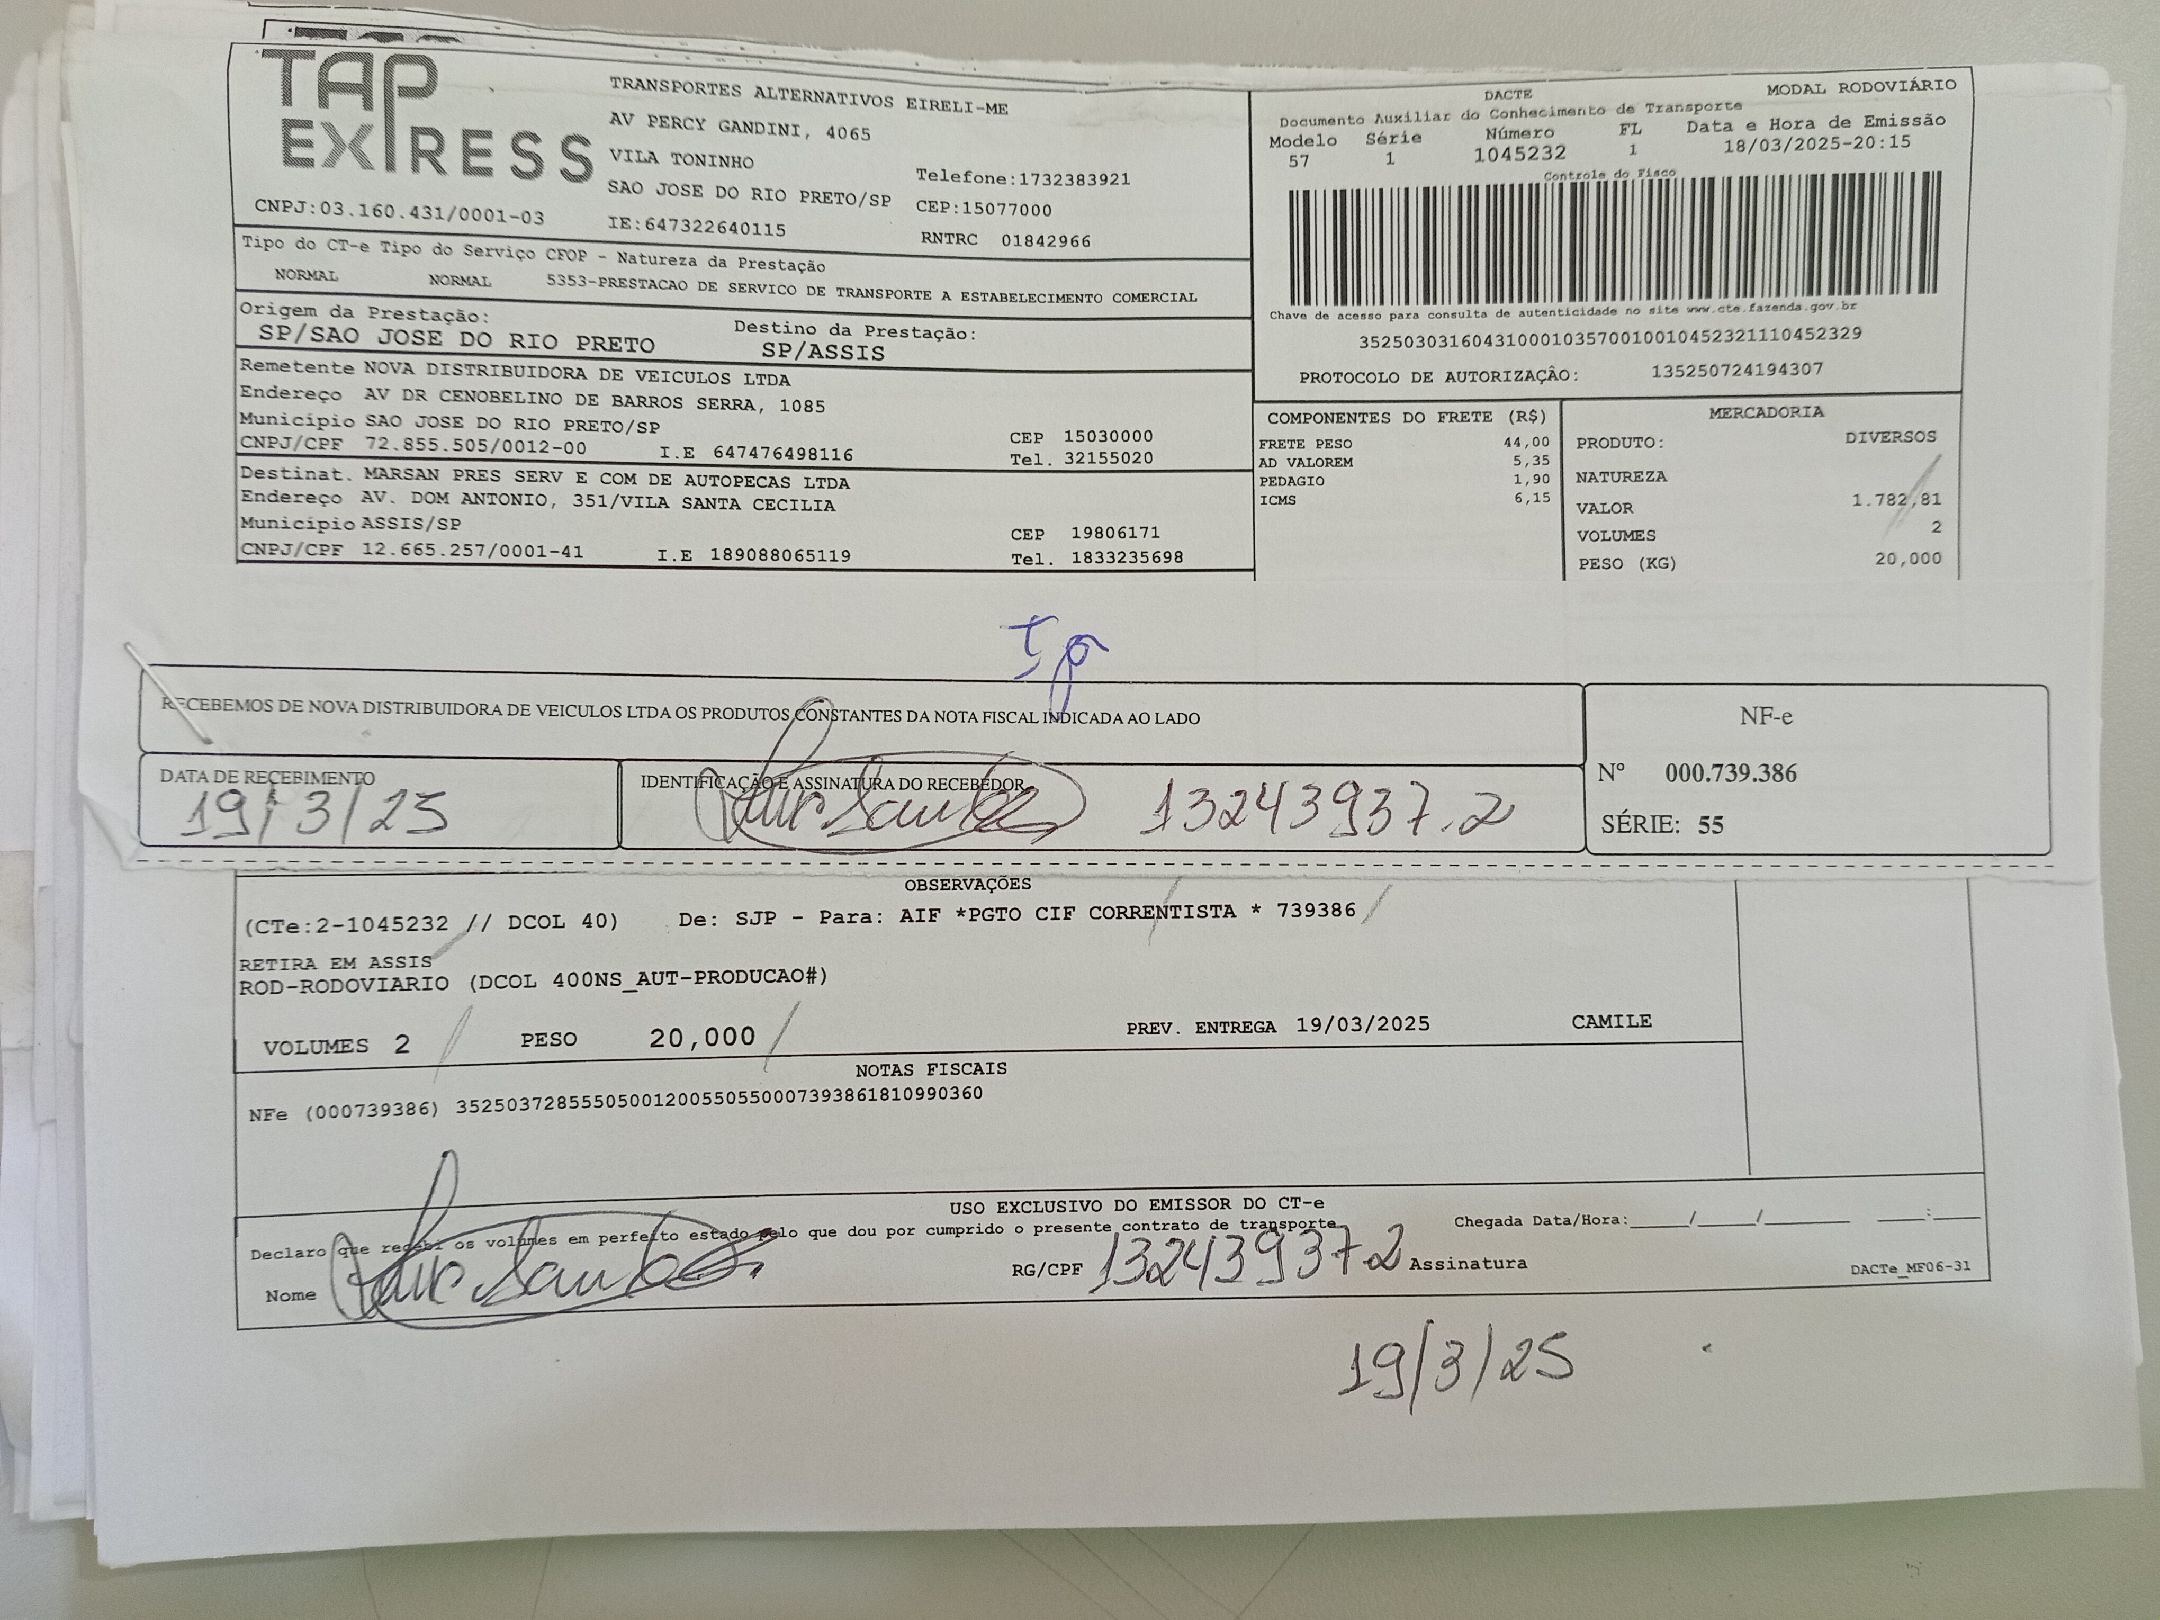 TAP EXPRESS
TRANSPORTES ALTERNATIVOS EIRELI-ME
AV PERCY GANDINI, 4065
VILA TONINHO
Telefone:1732383921
SAO JOSE DO RIO PRETO/SP CEP:15077000
CNPJ:03.160.431/0001-03 IE:647322640115 RNTRC 01842966
Tipo do CT-e Tipo do Serviço CFOP - Natureza da Prestação
NORMAL NORMAL 5353-PRESTACAO DE SERVICO DE TRANSPORTE A ESTABELECIMENTO COMERCIAL
Origem da Prestação: Destino da Prestação:
SP/SAO JOSE DO RIO PRETO SP/ASSIS
Remetente NOVA DISTRIBUIDORA DE VEICULOS LTDA
Endereço AV DR CENOBELINO DE BARROS SERRA, 1085
Município SAO JOSE DO RIO PRETO/SP CEP 15030000
CNPJ/CPF 72.855.505/0012-00 I.E 647476498116 Tel. 32155020
Destinat. MARSAN PRES SERV E COM DE AUTOPECAS LTDA
Endereço AV. DOM ANTONIO, 351/VILA SANTA CECILIA
Município ASSIS/SP CEP 19806171
CNPJ/CPF 12.665.257/0001-41 I.E 189088065119 Tel. 1833235698
DACTE MODAL RODOVIÁRIO
Documento Auxiliar do Conhecimento de Transporte
Modelo Série Número FL Data e Hora de Emissão
57 1 1045232 1 18/03/2025-20:15
Controle do Fisco
Chave de acesso para consulta de autenticidade no site www.cte.fazenda.gov.br
35250303160431000103570010010452321110452329
PROTOCOLO DE AUTORIZAÇÂO: 135250724194307
COMPONENTES DO FRETE (R$)
FRETE PESO 44,00
AD VALOREM 5,35
PEDAGIO 1,90
ICMS 6,15
MERCADORIA
PRODUTO: DIVERSOS
NATUREZA
VALOR 1.782,81
VOLUMES 2
PESO (KG) 20,000
RECEBEMOS DE NOVA DISTRIBUIDORA DE VEICULOS LTDA OS PRODUTOS CONSTANTES DA NOTA FISCAL INDICADA AO LADO
DATA DE RECEBIMENTO
19/3/25
IDENTIFICAÇÃO E ASSINATURA DO RECEBEDOR
13243937.2
NF-e
Nº 000.739.386
SÉRIE: 55
OBSERVAÇÕES
(CTe:2-1045232 // DCOL 40) De: SJP - Para: AIF *PGTO CIF CORRENTISTA * 739386
RETIRA EM ASSIS
ROD-RODOVIARIO (DCOL 400NS_AUT-PRODUCAO#)
VOLUMES 2 PESO 20,000 PREV. ENTREGA 19/03/2025 CAMILE
NOTAS FISCAIS
NFe (000739386) 35250372855505001200550550007393861810990360
USO EXCLUSIVO DO EMISSOR DO CT-e
Declaro que recebi os volumes em perfeito estado pelo que dou por cumprido o presente contrato de transporte Chegada Data/Hora:____/____/______ ___:___
Nome RG/CPF 132439372 Assinatura DACTe_MF06-31
19/3/25